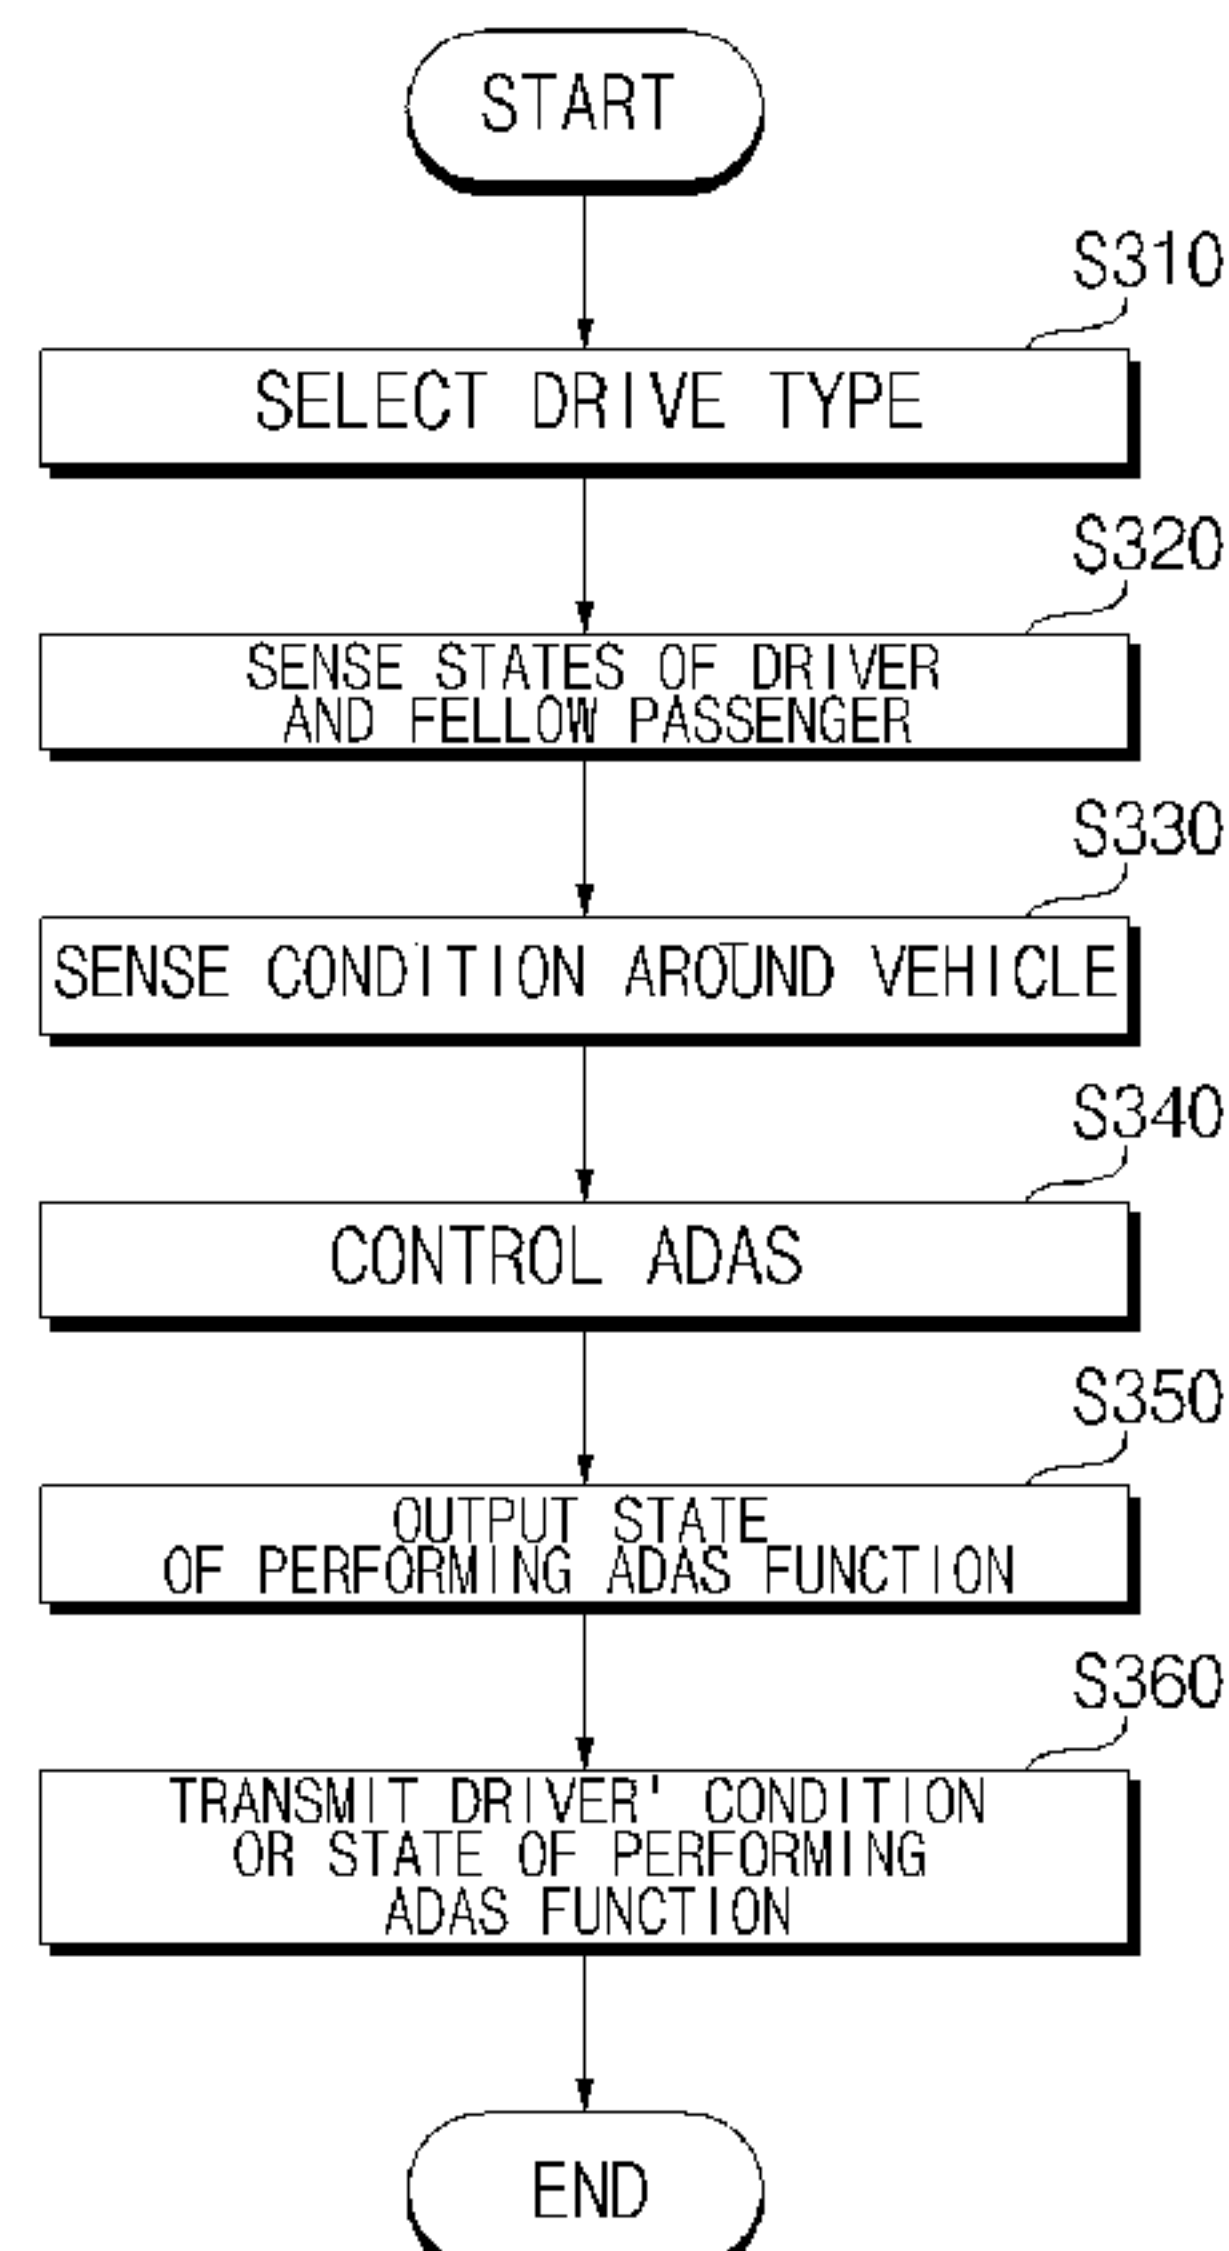 START
S310
SELECT DRIVE TYPE
S320
SENSE STATES OF DRIVER
AND FELLOW PASSENGER
S330
SENSE CONDITION AROUND VEHICLE
S340
CONTROL ADAS
S350
OUTPUT STATE
OF PERFORMING ADAS FUNCTION
S360
TRANSMIT DRIVER' CONDITION
OR STATE OF PERFORMING
ADAS FUNCTION
END